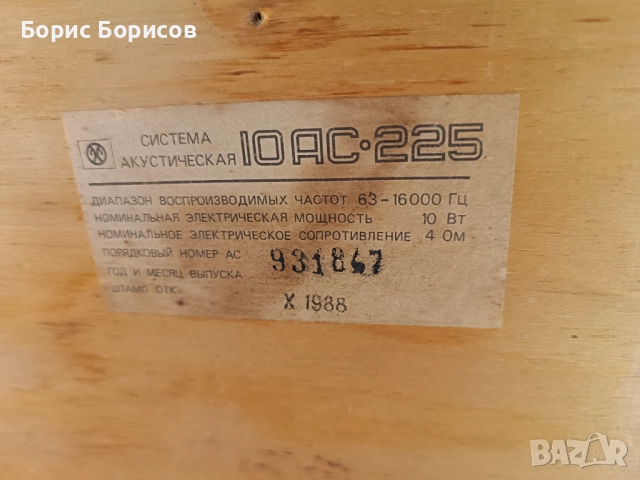 Борис Борисов
СИСТЕМА
АКУСТИЧЕСКАЯ
10АС•225
ДИАПАЗОН ВОСПРОИЗВОДИМЫХ ЧАСТОТ 63-16000 ГЦ
НОМИНАЛЬНАЯ ЭЛЕКТРИЧЕСКАЯ МОЩНОСТЬ 10 Вт
НОМИНАЛЬНОЕ ЭЛЕКТРИЧЕСКОЕ СОПРОТИВЛЕНИЕ 4 Ом
ПОРЯДКОВЫЙ НОМЕР АС 931867
ГОД И МЕСЯЦ ВЫПУСКА
-ШТАМП ОТК- X 1988
BAZAR